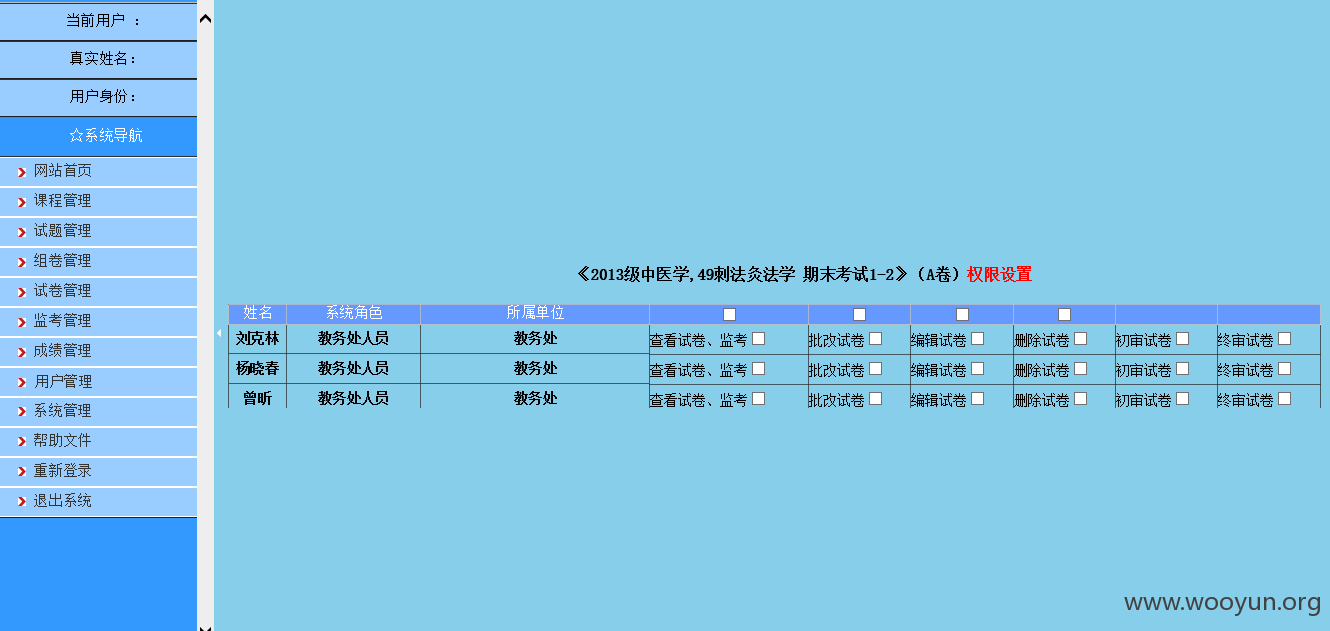 当前用户 ：
真实姓名：
用户身份：
☆系统导航
网站首页
课程管理
试题管理
组卷管理
试卷管理
监考管理
成绩管理
用户管理
系统管理
帮助文件
重新登录
退出系统
《2013级中医学,49刺法灸法学 期末考试1-2》（A卷）权限设置
姓名 系统角色 所属单位
刘克林 教务处人员 教务处 查看试卷、监考 批改试卷 编辑试卷 删除试卷 初审试卷 终审试卷
杨晓春 教务处人员 教务处 查看试卷、监考 批改试卷 编辑试卷 删除试卷 初审试卷 终审试卷
曾昕 教务处人员 教务处 查看试卷、监考 批改试卷 编辑试卷 删除试卷 初审试卷 终审试卷
www.wooyun.org